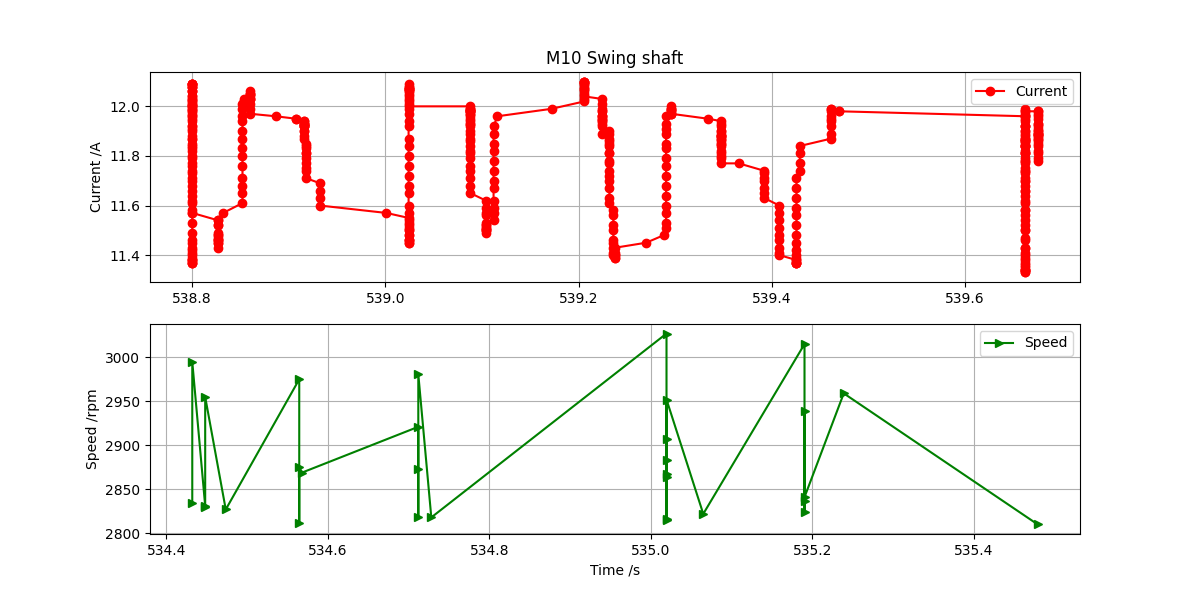 M10 Swing shaft
Current /A
12.0
11.8
11.6
11.4
Current
538.8 539.0 539.2 539.4 539.6
Speed /rpm
3000
2950
2900
2850
2800
Speed
534.4 534.6 534.8 535.0 535.2 535.4
Time /s